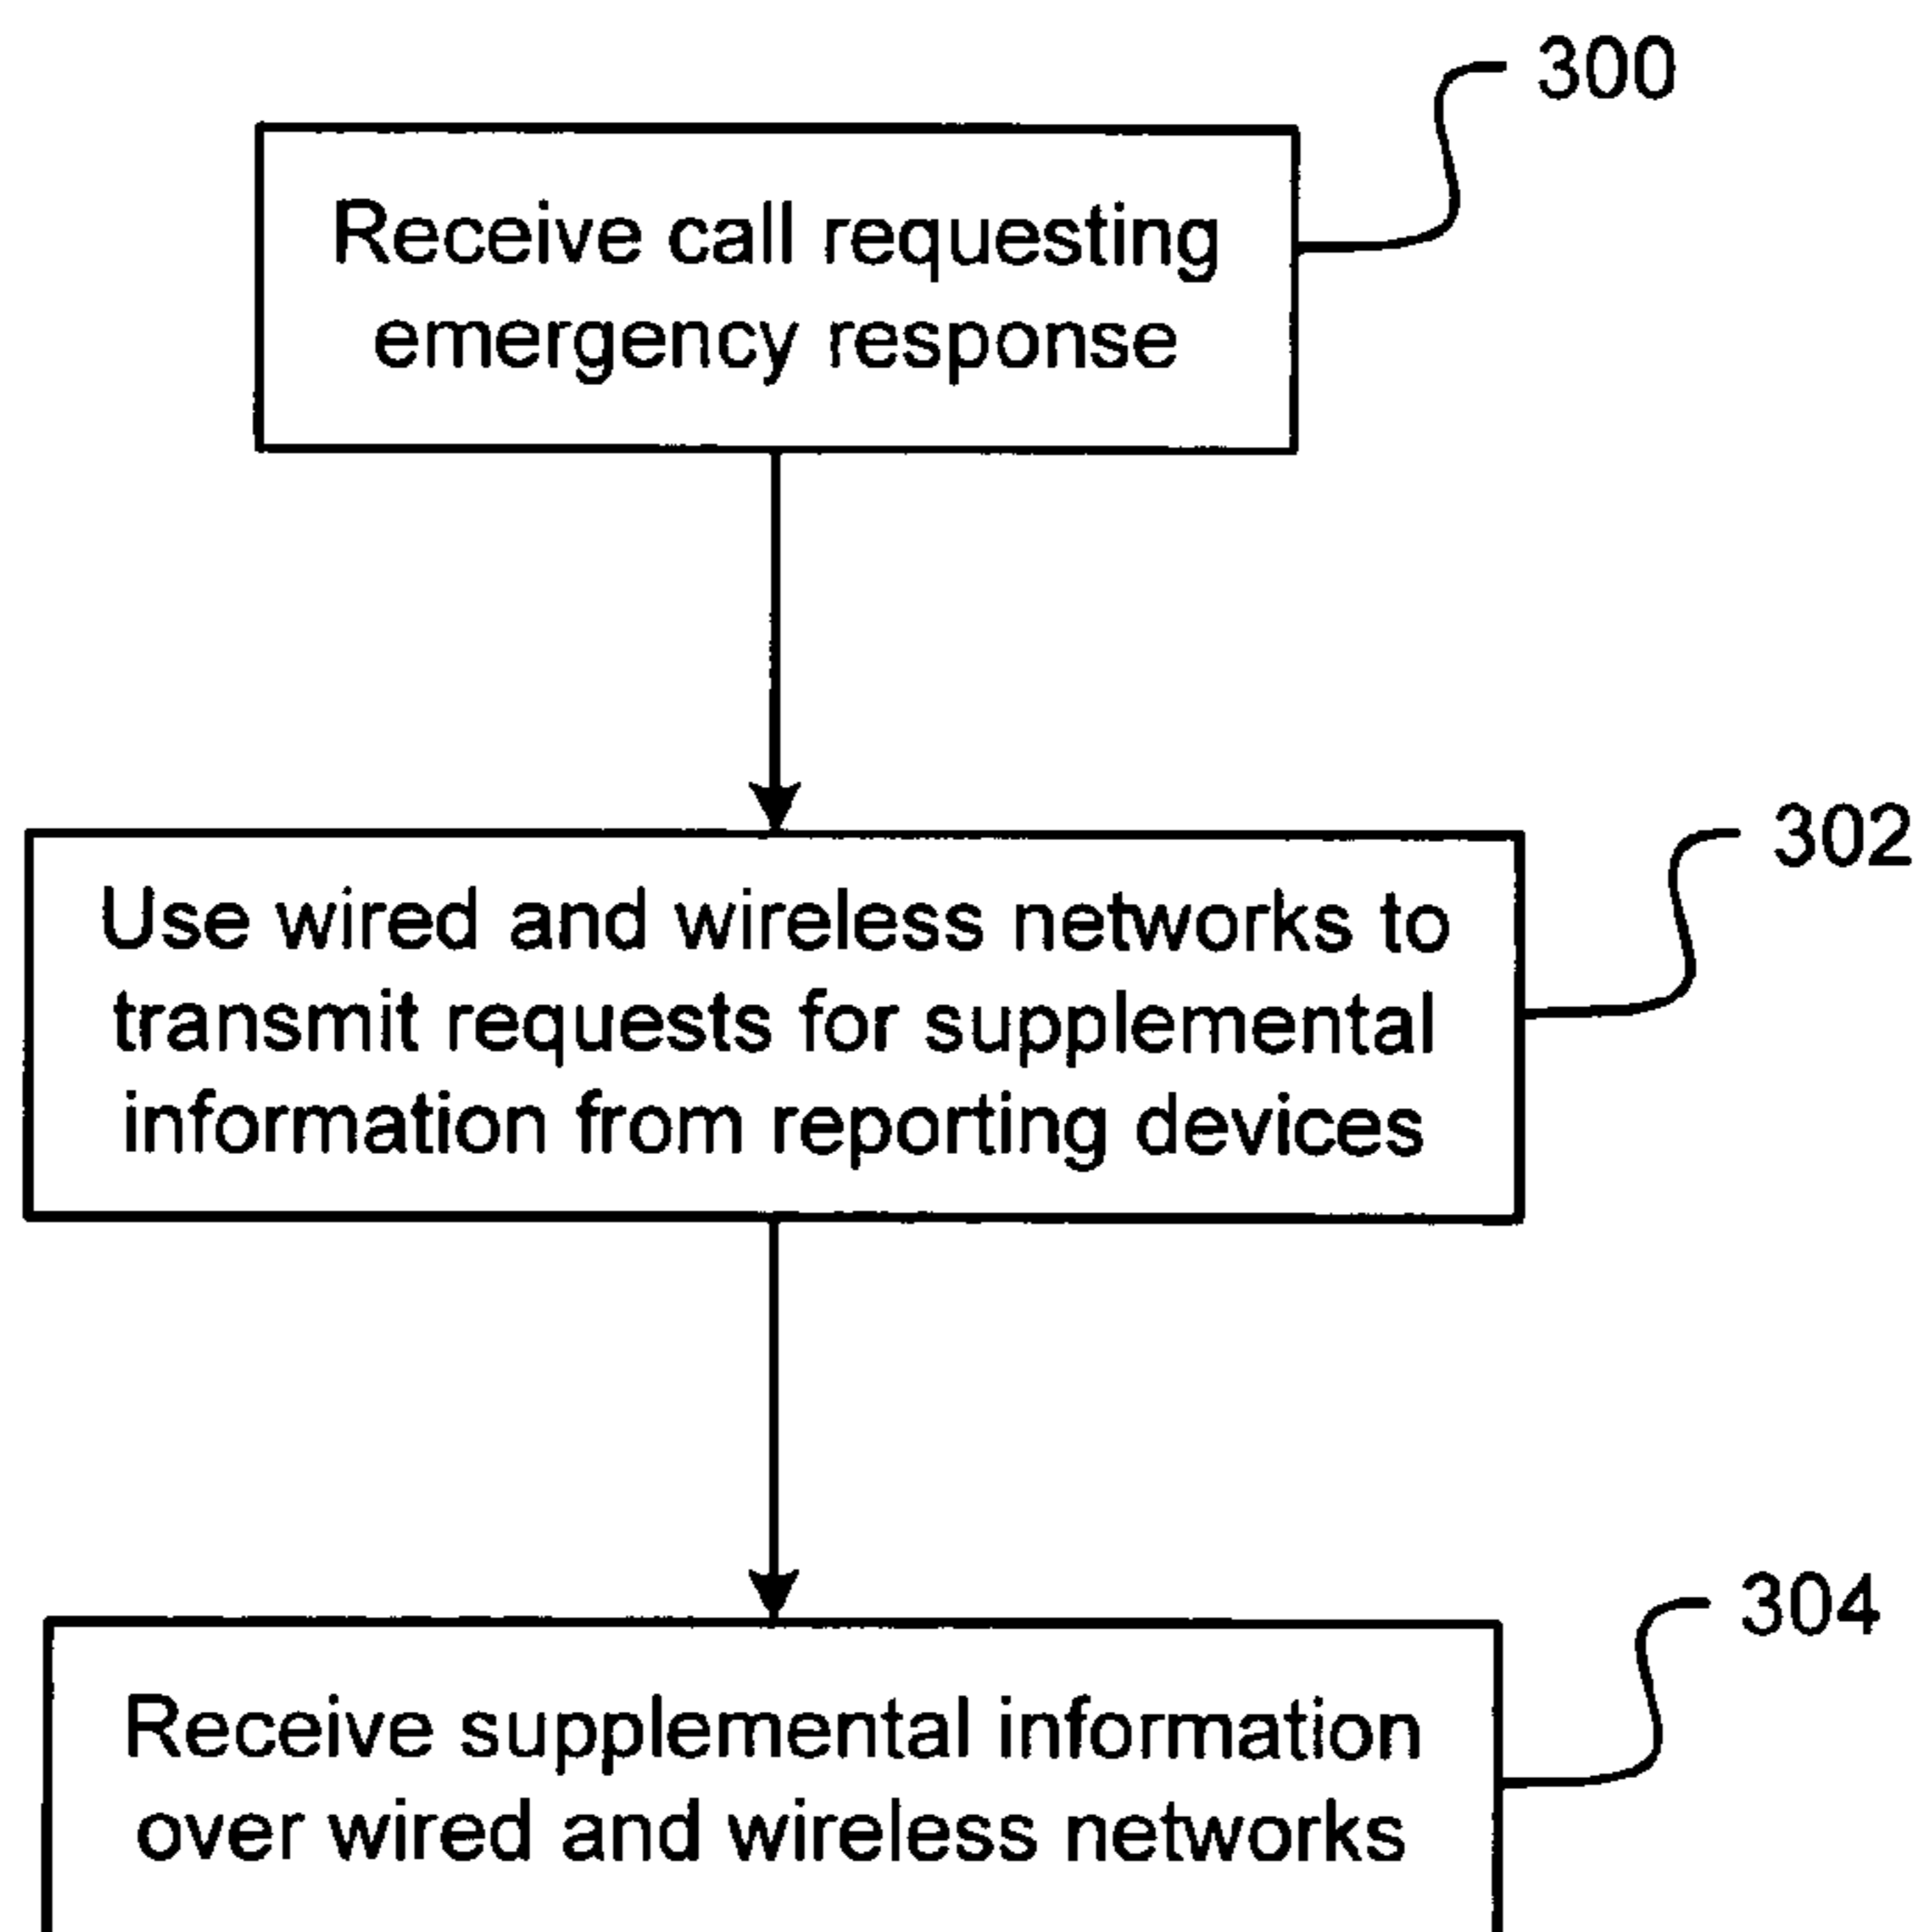 300
Receive call requesting
emergency response
302
Use wired and wireless networks to
transmit requests for supplemental
information from reporting devices
304
Receive supplemental information
over wired and wireless networks